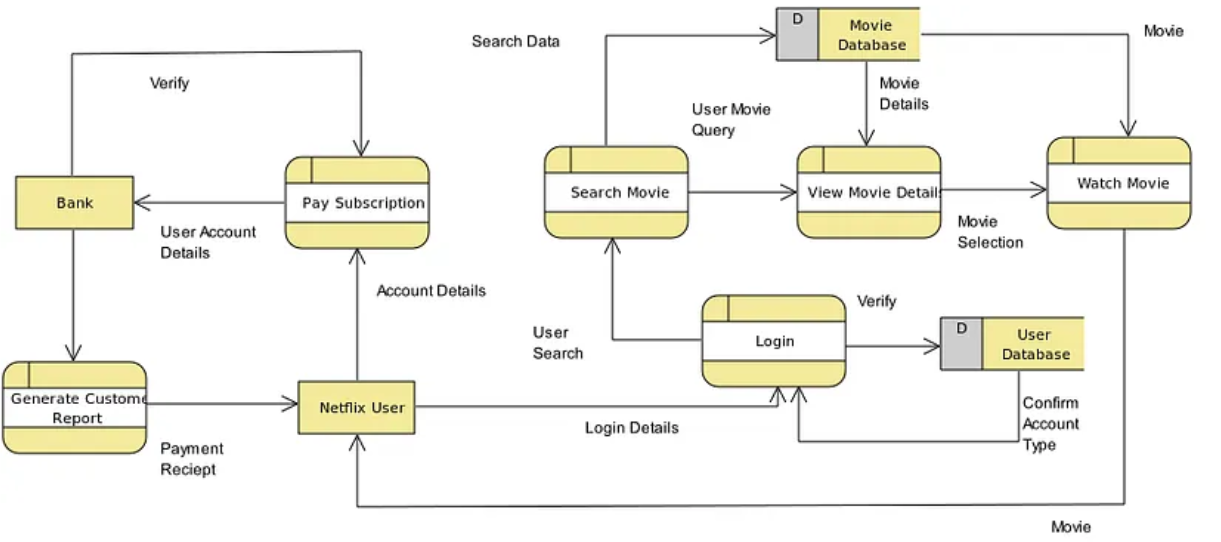 Search Data
D
Movie
Database
Movie
Verify
Movie
Details
User Movie
Query
Bank
Pay Subscription
Search Movie
View Movie Details
Watch Movie
User Account
Details
Movie
Selection
Account Details
Verify
User
Search
Login
D
User
Database
Generate Custome
Report
Netflix User
Login Details
Confirm
Account
Type
Payment
Reciept
Movie